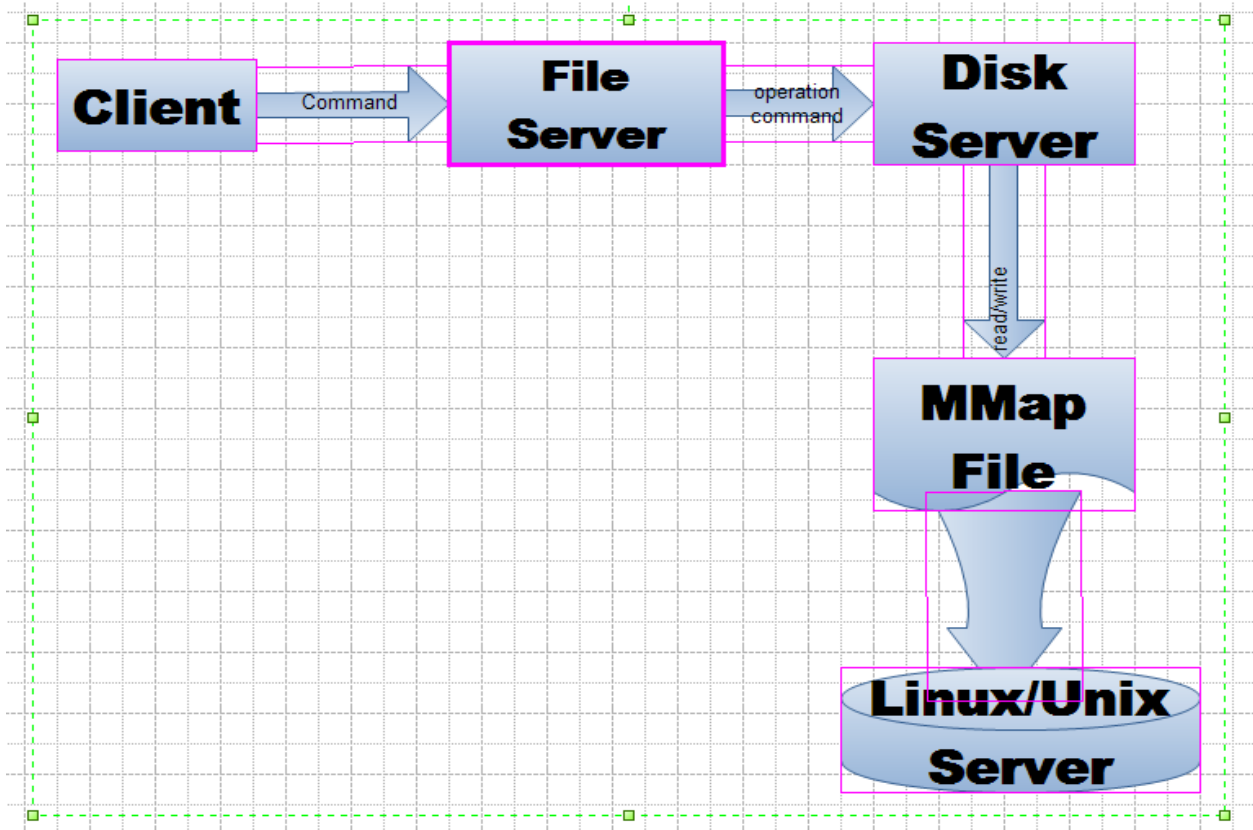 Client
Command
File
Server
operation
command
Disk
Server
read/write
MMap
File
Linux/Unix
Server